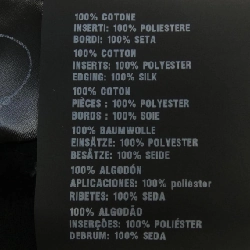 100% COTONE
INSERTI: 100% POLIESTERE
BORDI: 100% SETA
100% COTTON
INSERTS: 100% POLYESTER
EDGING: 100% SILK
100% COTON
PIÈCES : 100% POLYESTER
BORDS : 100% SOIE
100% BAUMWOLLE
EINSÄTZE: 100% POLYESTER
BESÄTZE: 100% SEIDE
100% ALGODÓN
APLICACIONES: 100% poliester
RIBETES: 100% SEDA
100% ALGODÃO
INSERÇÕES: 100% POLIÉSTER
DEBRUM: 100% SEDA